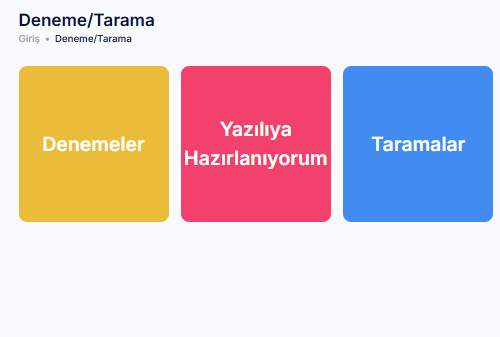 Deneme/Tarama
Giriş • Deneme/Tarama
Denemeler
Yazılıya
Hazırlanıyorum
Taramalar